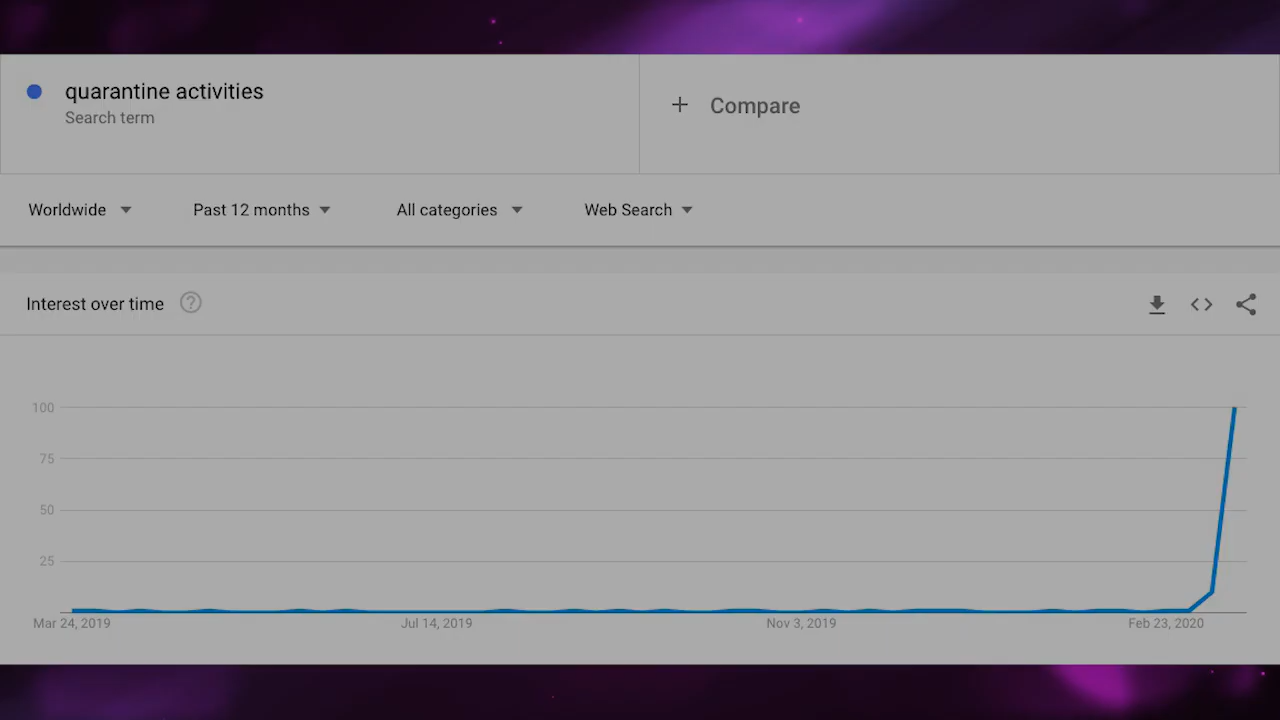 quarantine activities
Search term
+ Compare
Worldwide
Past 12 months
All categories
Web Search
Interest over time ?
100
75
50
25
Mar 24, 2019
Jul 14, 2019
Nov 3, 2019
Feb 23, 2020